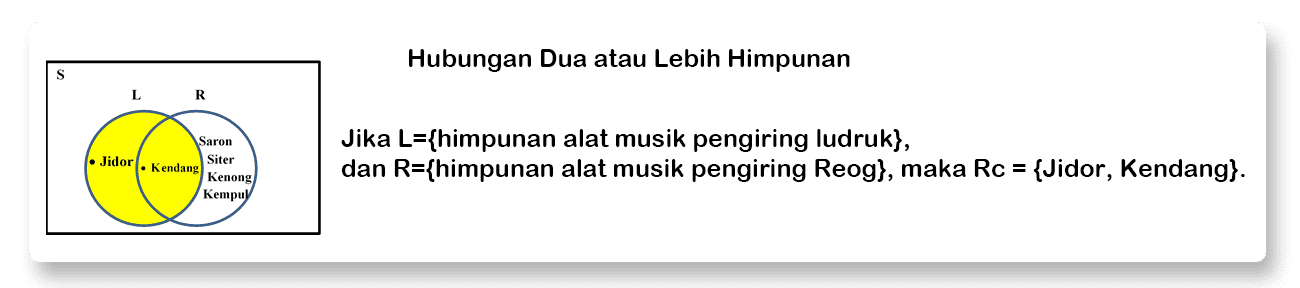 Hubungan Dua atau Lebih Himpunan
S
L R
• Jidor
• Kendang
Saron
Siter
Kenong
Kempul
Jika L={himpunan alat musik pengiring ludruk},
dan R={himpunan alat musik pengiring Reog}, maka Rc = {Jidor, Kendang}.